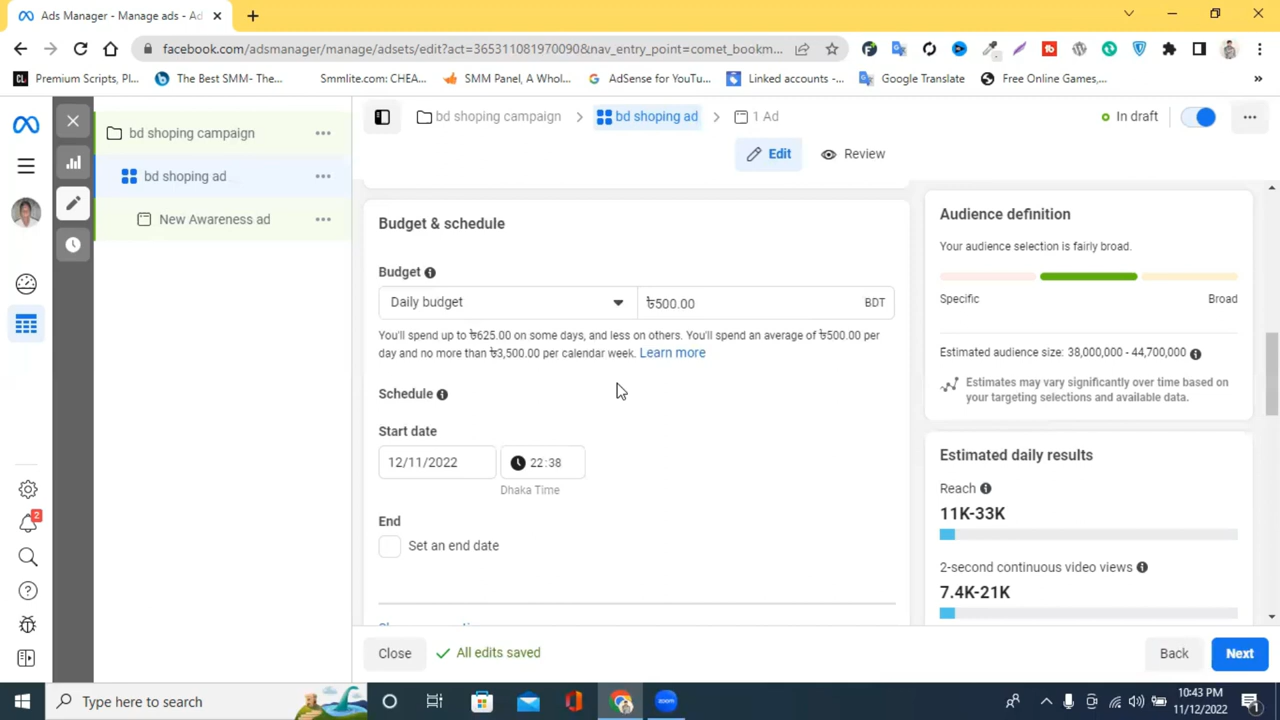 Ads Manager - Manage ads - Ad
facebook.com/adsmanager/manage/adsets/edit?act=365311081970090&nav_entry_point=comet_bookm...
Premium Scripts, Pl...
The Best SMM- The...
Smmlite.com: CHEA...
SMM Panel, A Whol...
AdSense for YouTu...
Linked accounts -...
Google Translate
Free Online Games,...
bd shoping campaign
bd shoping ad
New Awareness ad
bd shoping campaign
bd shoping ad
1 Ad
In draft
Edit
Review
Budget & schedule
Budget
Daily budget
৳500.00
BDT
You'll spend up to ৳625.00 on some days, and less on others. You'll spend an average of ৳500.00 per
day and no more than ৳3,500.00 per calendar week. Learn more
Schedule
Start date
12/11/2022
22:38
Dhaka Time
End
Set an end date
Audience definition
Your audience selection is fairly broad.
Specific
Broad
Estimated audience size: 38,000,000 - 44,700,000
Estimates may vary significantly over time based on
your targeting selections and available data.
Estimated daily results
Reach
11K-33K
2-second continuous video views
7.4K-21K
2
Close
All edits saved
Back
Next
Type here to search
zoom
10:43 PM
11/12/2022
1